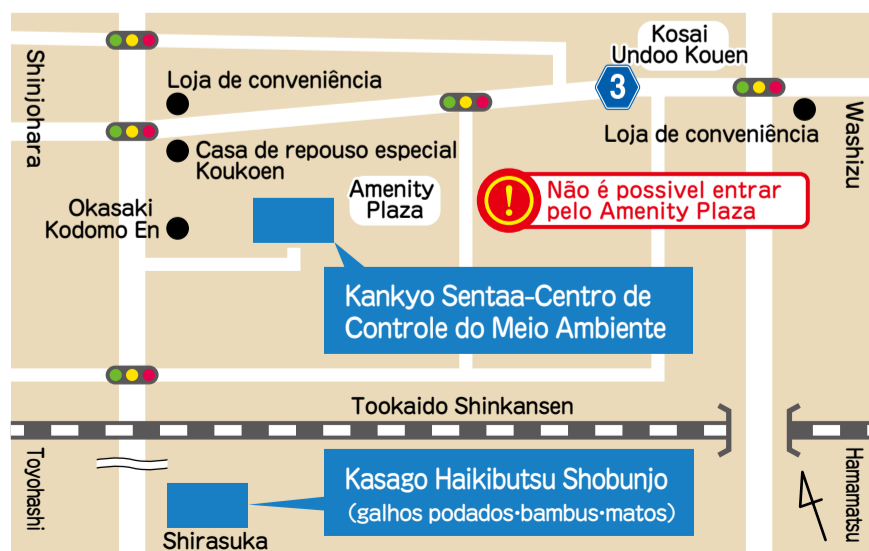 Kosai
Undoo Kouen
Shinjohara
Loja de conveniência
3
Loja de conveniência
Washizu
Casa de repouso especial
Koukoen
Amenity
Plaza
!
Não é possivel entrar
pelo Amenity Plaza
Okasaki
Kodomo En
Kankyo Sentaa-Centro de
Controle do Meio Ambiente
Tookaido Shinkansen
Toyohashi
Kasago Haikibutsu Shobunjo
(galhos podados・bambus・matos)
Hamamatsu
Shirasuka